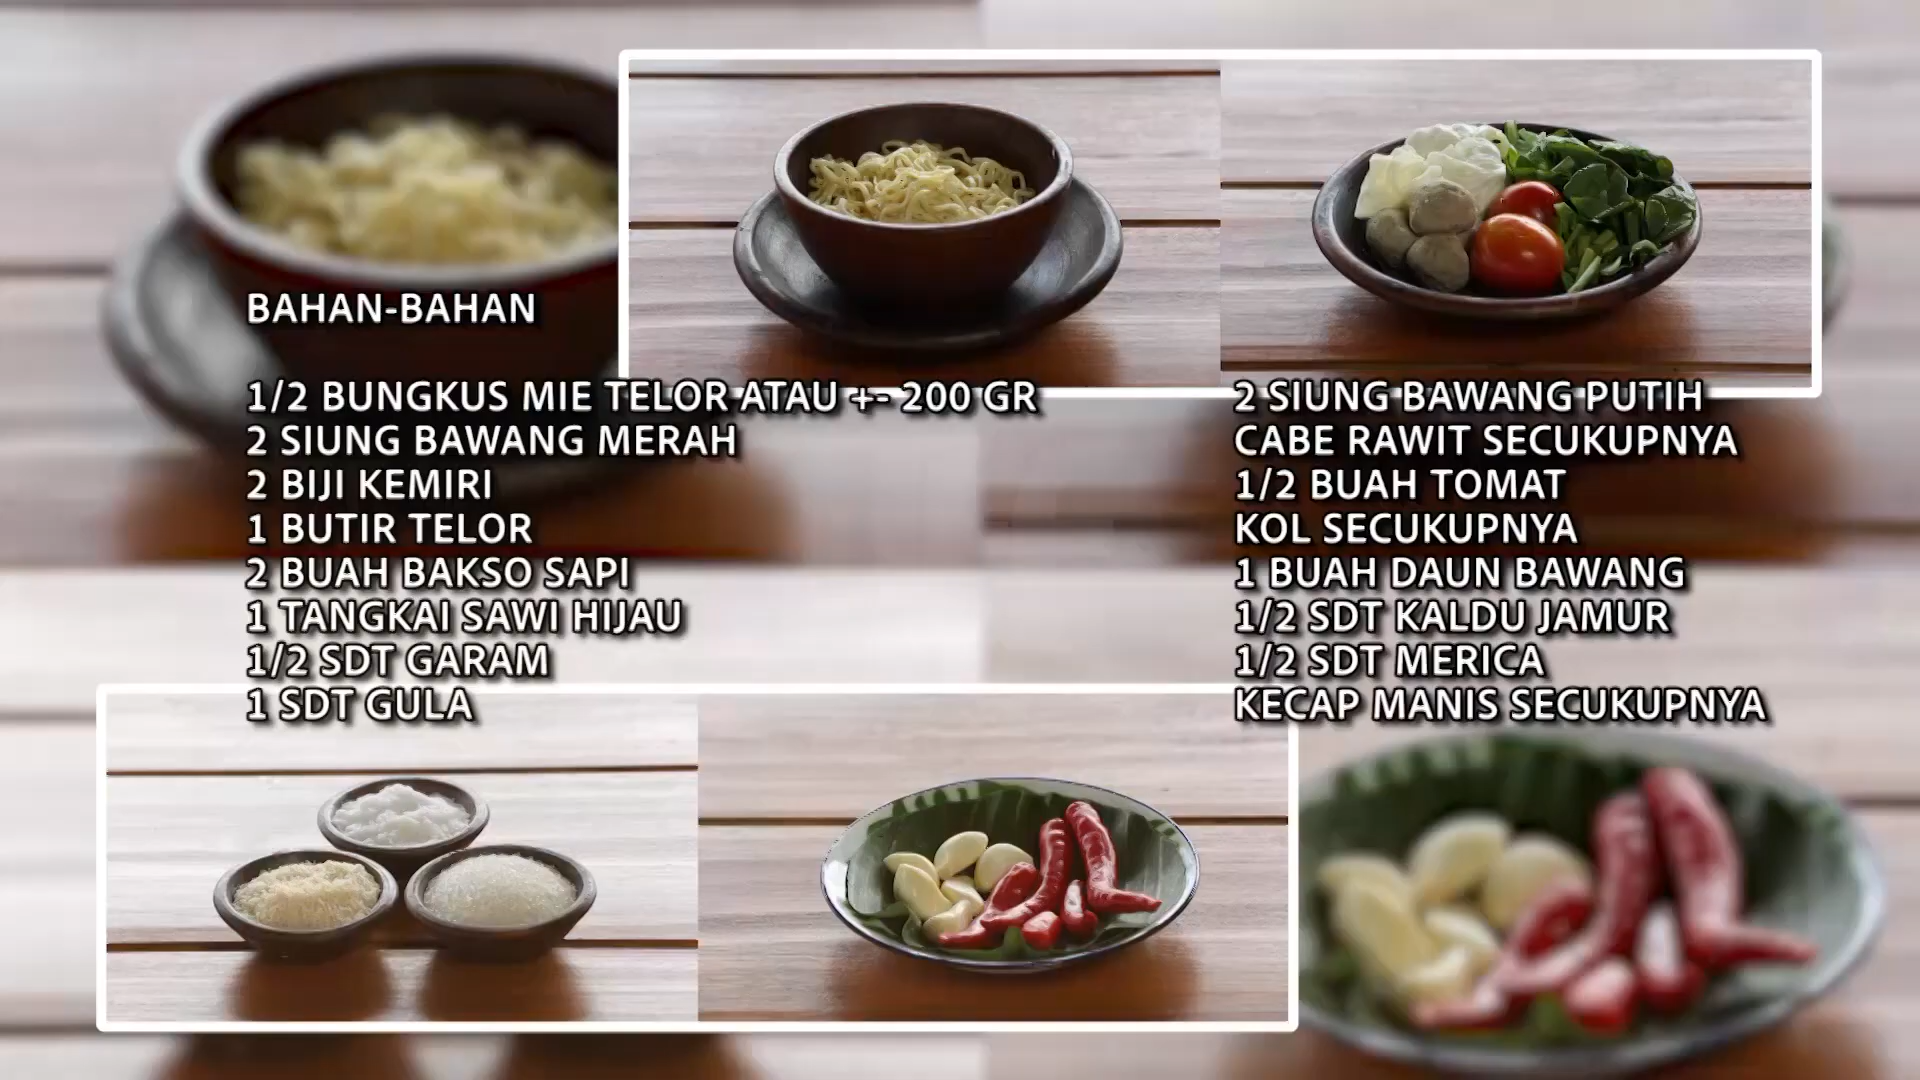 BAHAN-BAHAN
1/2 BUNGKUS MIE TELOR ATAU +- 200 GR
2 SIUNG BAWANG MERAH
2 BIJI KEMIRI
1 BUTIR TELOR
2 BUAH BAKSO SAPI
1 TANGKAI SAWI HIJAU
1/2 SDT GARAM
1 SDT GULA
2 SIUNG BAWANG PUTIH
CABE RAWIT SECUKUPNYA
1/2 BUAH TOMAT
KOL SECUKUPNYA
1 BUAH DAUN BAWANG
1/2 SDT KALDU JAMUR
1/2 SDT MERICA
KECAP MANIS SECUKUPNYA